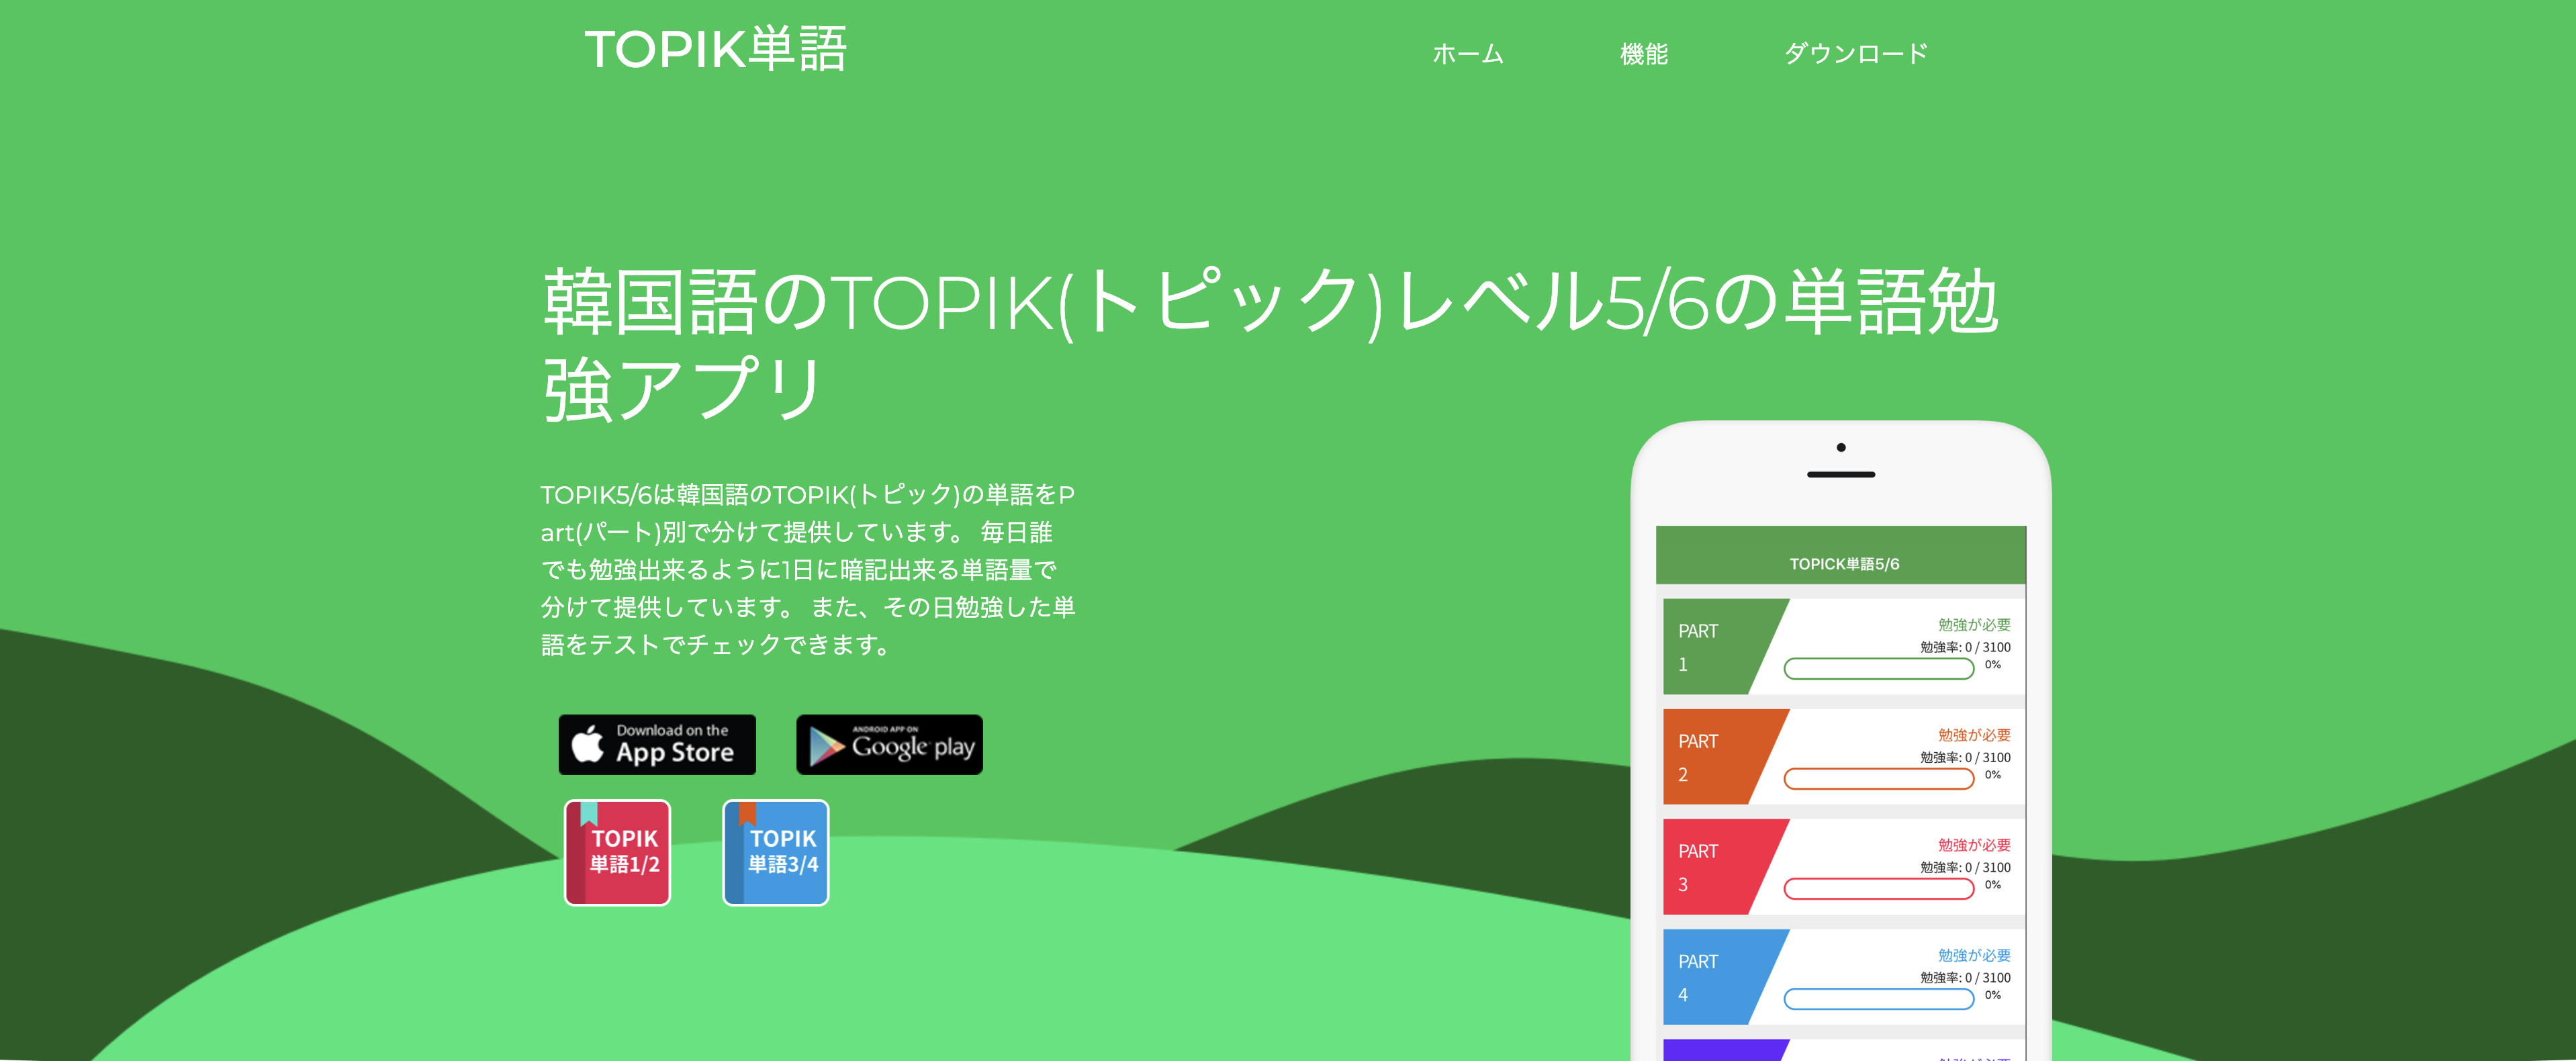 TOPIK単語
ホーム
機能
ダウンロード
韓国語のTOPIK(トピック)レベル5/6の単語勉
強アプリ
TOPIK5/6は韓国語のTOPIK(トピック)の単語をP
art(パート)別で分けて提供しています。 毎日誰
でも勉強出来るように1日に暗記出来る単語量で
分けて提供しています。 また、その日勉強した単
語をテストでチェックできます。
Download on the
App Store
ANDROID APP ON
Google play
TOPIK
単語1/2
TOPIK
単語3/4
TOPICK単語5/6
PART
1
勉強が必要
勉強率: 0 / 3100
0%
PART
2
勉強が必要
勉強率: 0 / 3100
0%
PART
3
勉強が必要
勉強率: 0 / 3100
0%
PART
4
勉強が必要
勉強率: 0 / 3100
0%